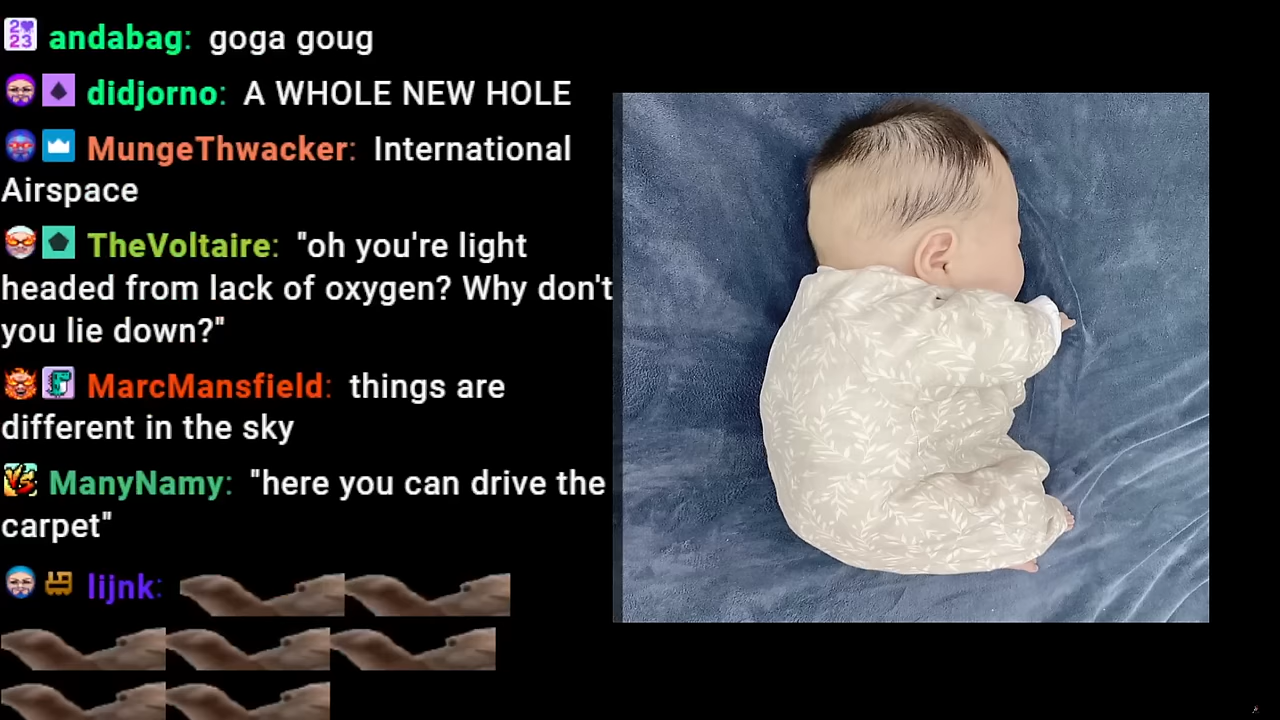 andabag: goga goug
didjorno: A WHOLE NEW HOLE
MungeThwacker: International
Airspace
TheVoltaire: "oh you're light
headed from lack of oxygen? Why don't
you lie down?"
MarcMansfield: things are
different in the sky
ManyNamy: "here you can drive the
carpet"
lijnk: